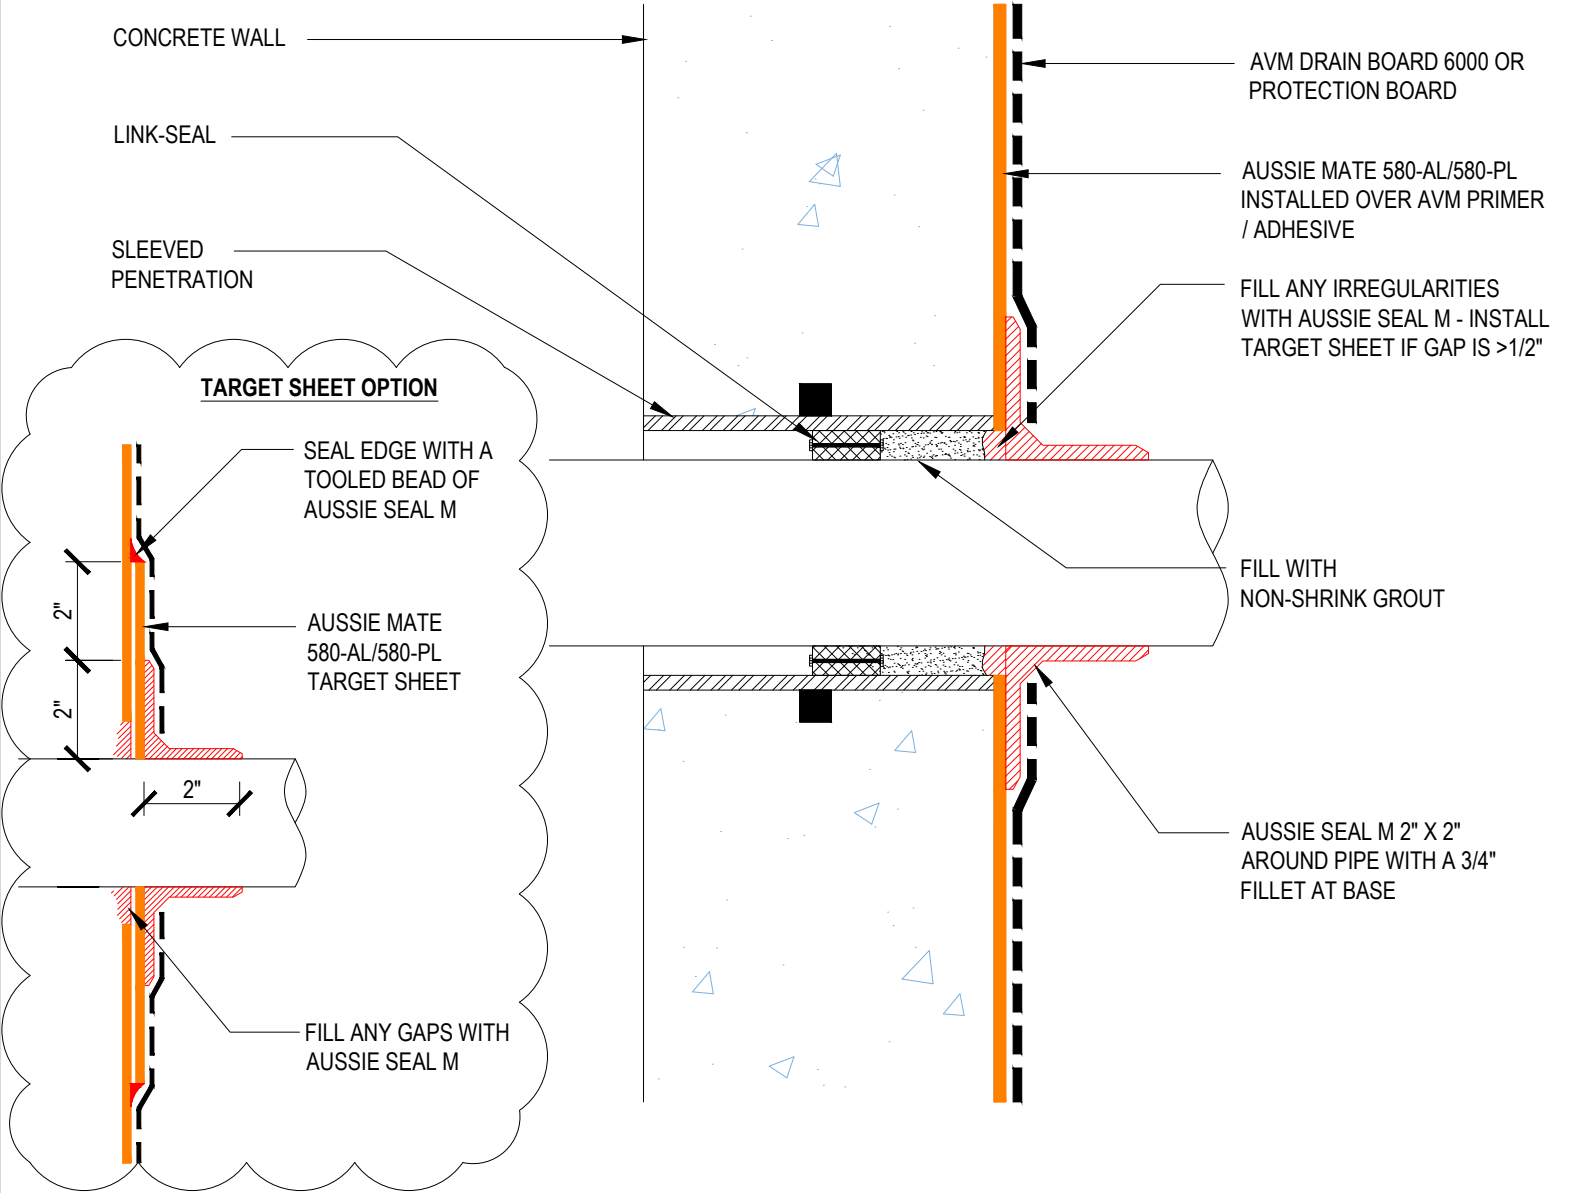 CONCRETE WALL
LINK-SEAL
SLEEVED
PENETRATION
TARGET SHEET OPTION
SEAL EDGE WITH A
TOOLED BEAD OF
AUSSIE SEAL M
2"
AUSSIE MATE
580-AL/580-PL
TARGET SHEET
2"
2"
FILL ANY GAPS WITH
AUSSIE SEAL M
AVM DRAIN BOARD 6000 OR
PROTECTION BOARD
AUSSIE MATE 580-AL/580-PL
INSTALLED OVER AVM PRIMER
/ ADHESIVE
FILL ANY IRREGULARITIES
WITH AUSSIE SEAL M - INSTALL
TARGET SHEET IF GAP IS >1/2"
FILL WITH
NON-SHRINK GROUT
AUSSIE SEAL M 2" X 2"
AROUND PIPE WITH A 3/4"
FILLET AT BASE